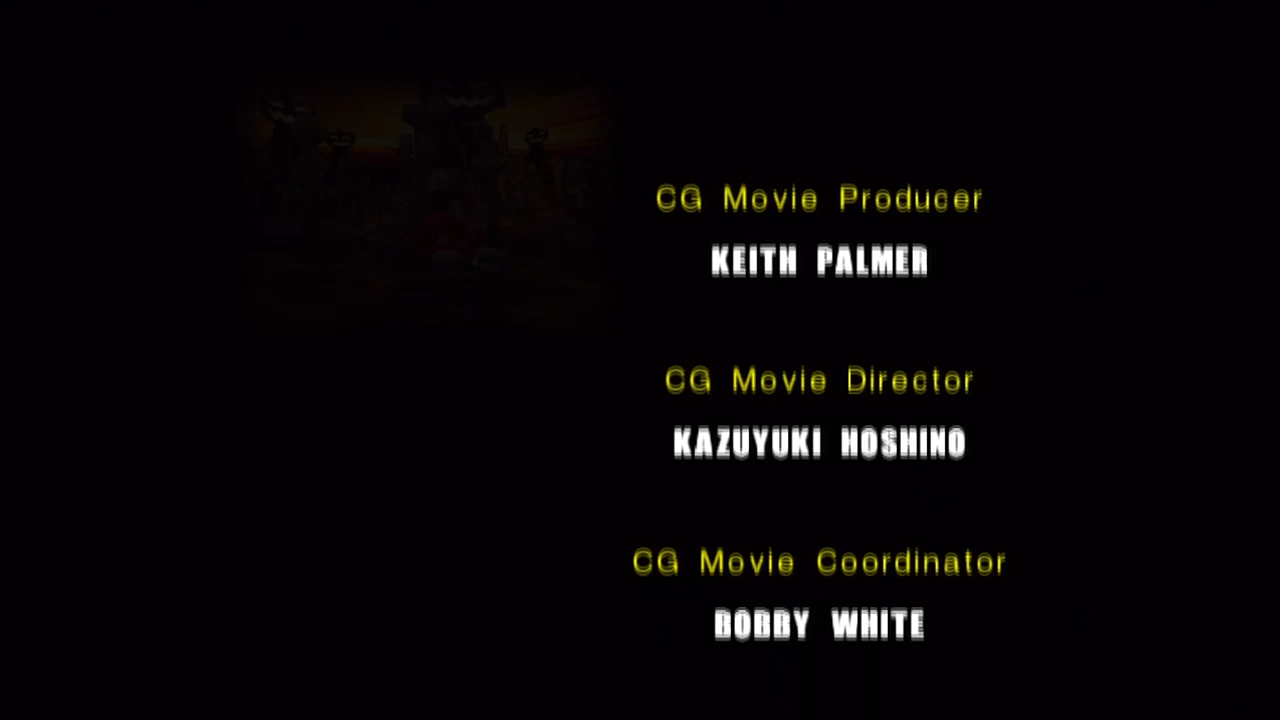 CG Movie Producer
KEITH PALMER
CG Movie Director
KAZUYUKI HOSHINO
CG Movie Coordinator
BOBBY WHITE